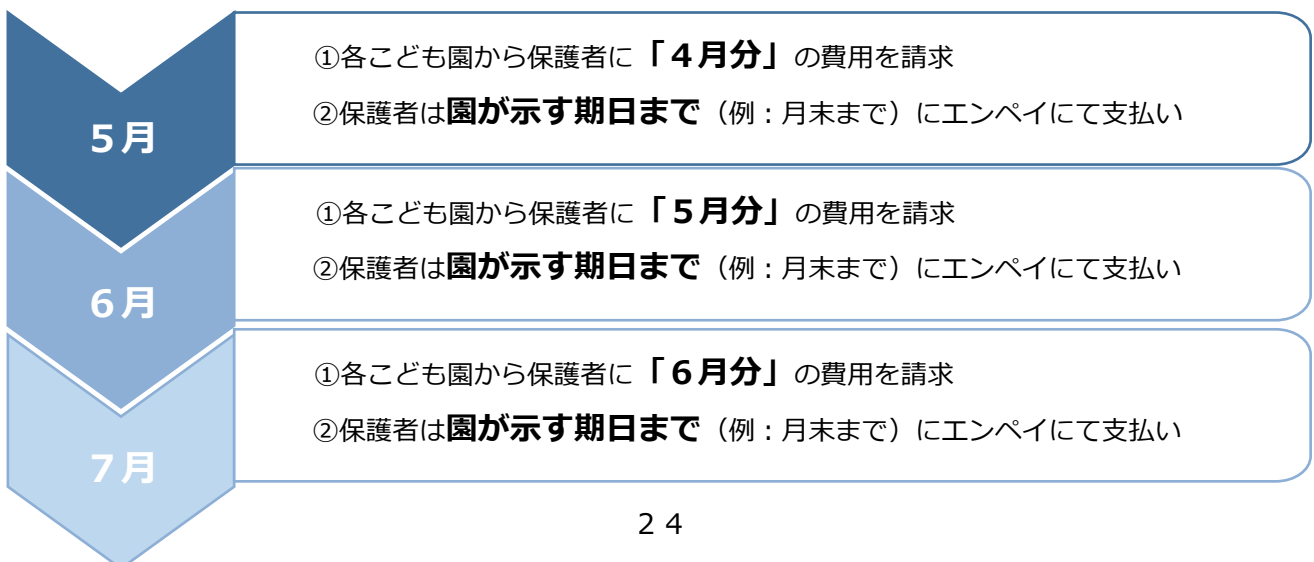 5月
①各こども園から保護者に「４月分」の費用を請求
②保護者は園が示す期日まで（例：月末まで）にエンペイにて支払い
6月
①各こども園から保護者に「５月分」の費用を請求
②保護者は園が示す期日まで（例：月末まで）にエンペイにて支払い
7月
①各こども園から保護者に「６月分」の費用を請求
②保護者は園が示す期日まで（例：月末まで）にエンペイにて支払い
２４